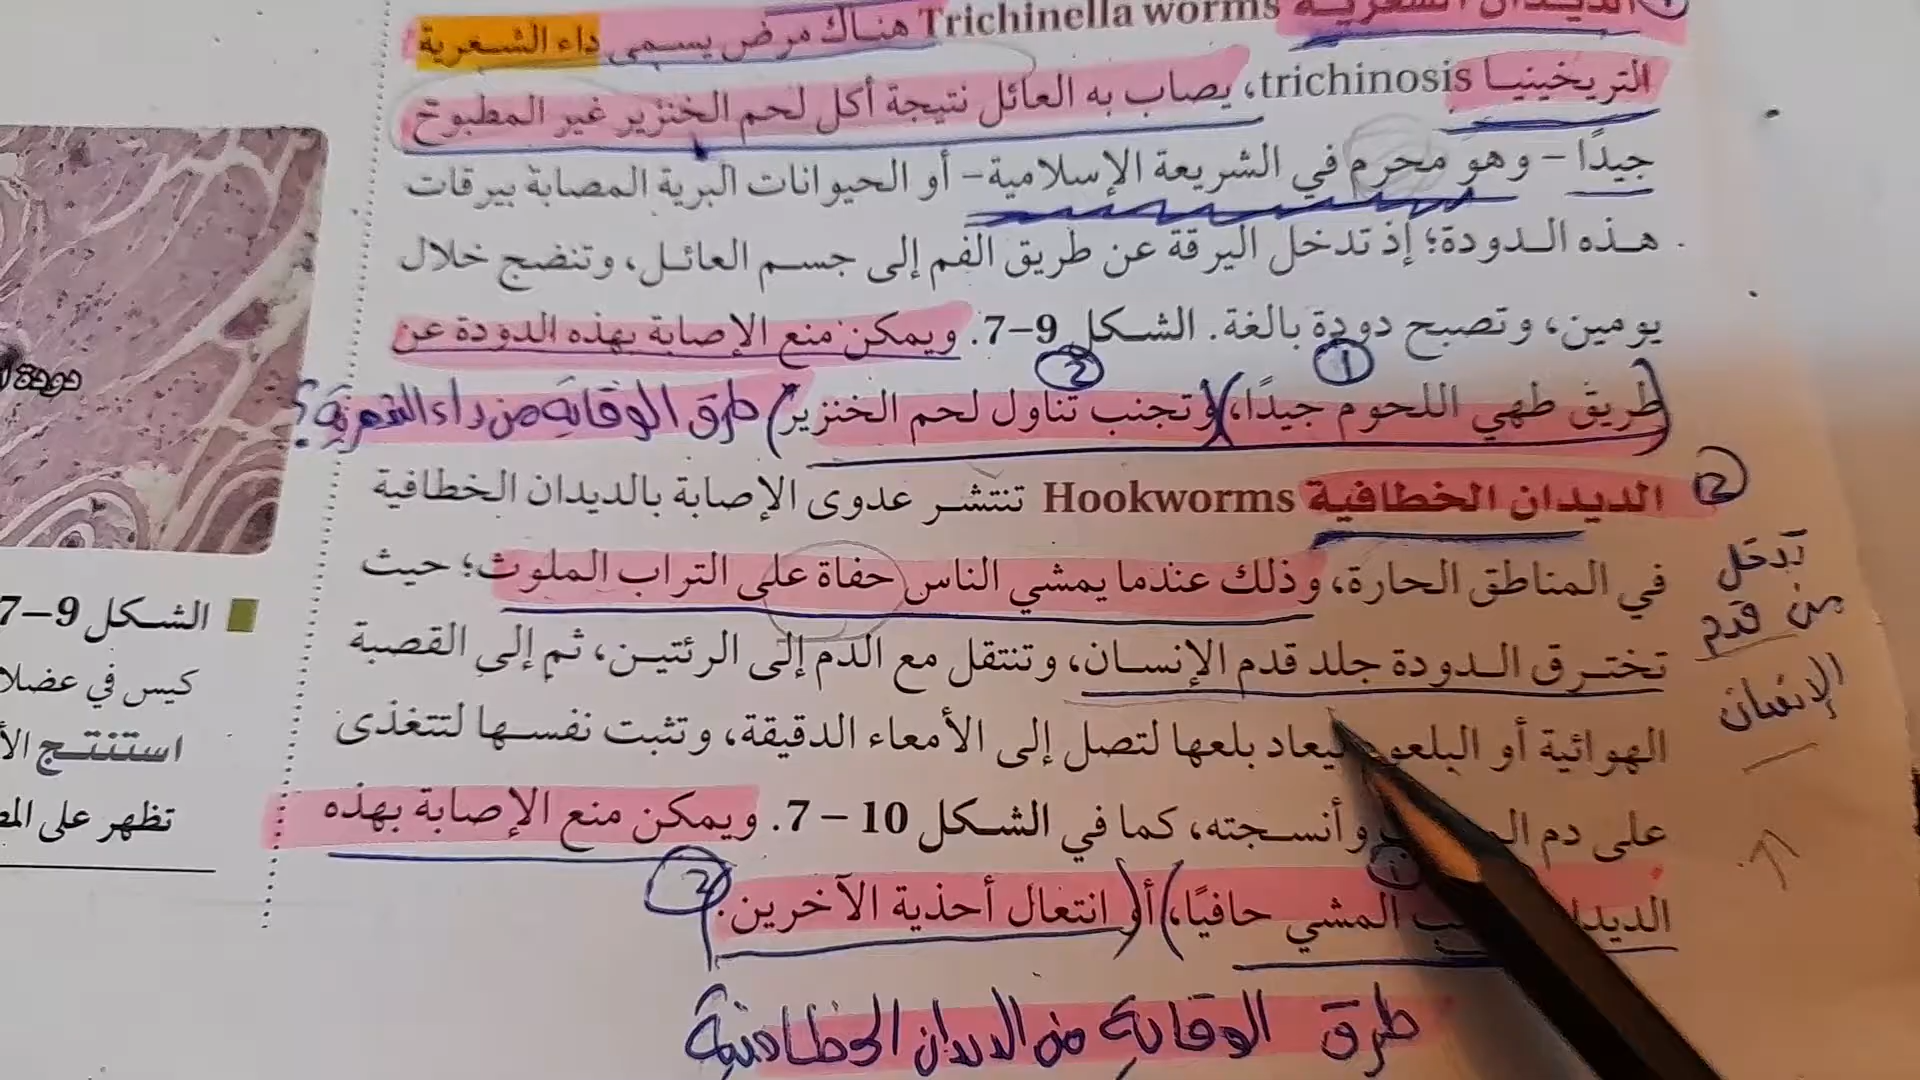 الديدان الشعرية Trichinella worms هناك مرض يسمى داء الشعرية
التريخينيا trichinosis، يصاب به العائل نتيجة أكل لحم الخنزير غير المطبوخ
جيدًا – وهو محرم في الشريعة الإسلامية– أو الحيوانات البرية المصابة بيرقات
هذه الدودة؛ إذ تدخل اليرقة عن طريق الفم إلى جسم العائل، وتنضج خلال
يومين، وتصبح دودة بالغة. الشكل 9–7. ويمكن منع الإصابة بهذه الدودة عن
1 2
طريق طهي اللحوم جيدًا، وتجنب تناول لحم الخنزير طرق الوقاية من داء الشعرية؟
2 الديدان الخطافية Hookworms تنتشر عدوى الإصابة بالديدان الخطافية
في المناطق الحارة، وذلك عندما يمشي الناس حفاة على التراب الملوث؛ حيث
تخترق الدودة جلد قدم الإنسان، وتنتقل مع الدم إلى الرئتين، ثم إلى القصبة
الهوائية أو البلعوم ليعاد بلعها لتصل إلى الأمعاء الدقيقة، وتثبت نفسها لتتغذى
على دم وأنسجته، كما في الشكل 10 – 7. ويمكن منع الإصابة بهذه
1 2
المشي حافيًا، أو انتعال أحذية الآخرين.
طرق الوقاية من الديدان الخطافية
تدخل
من قدم
الإنسان
دودة
الشكل 9–7
كيس في عضلا
استنتج الأ
تظهر على